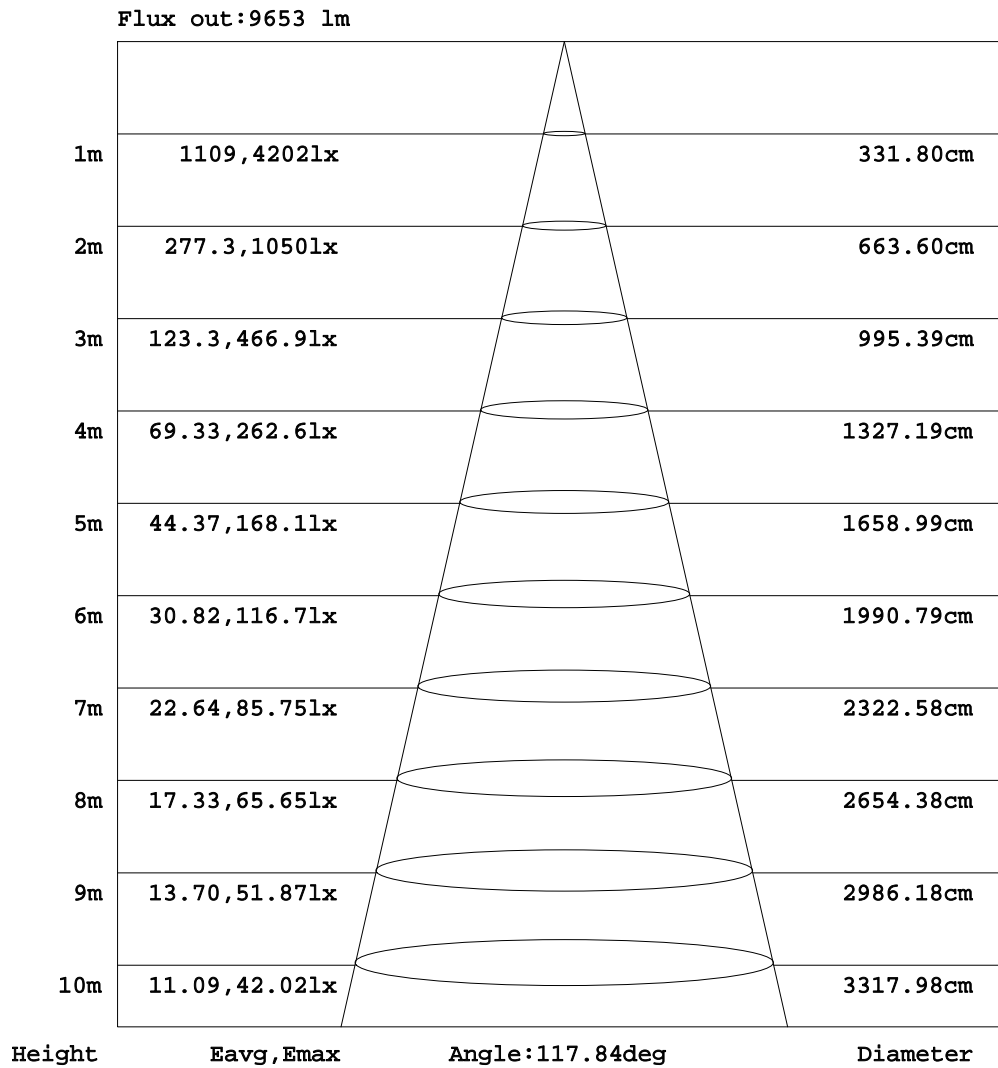 Flux out:9653 lm
1m 1109,4202lx 331.80cm
2m 277.3,1050lx 663.60cm
3m 123.3,466.9lx 995.39cm
4m 69.33,262.6lx 1327.19cm
5m 44.37,168.1lx 1658.99cm
6m 30.82,116.7lx 1990.79cm
7m 22.64,85.75lx 2322.58cm
8m 17.33,65.65lx 2654.38cm
9m 13.70,51.87lx 2986.18cm
10m 11.09,42.02lx 3317.98cm
Height Eavg,Emax Angle:117.84deg Diameter